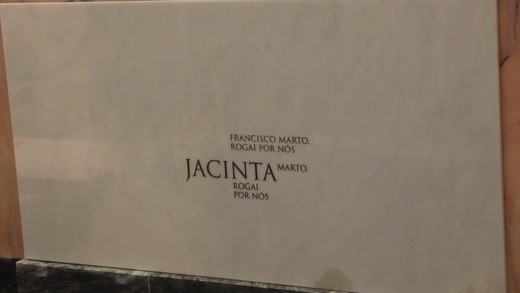 FRANCISCO MARTO,
ROGAI POR NÓS
JACINTA MARTO,
ROGAI
POR NÓS